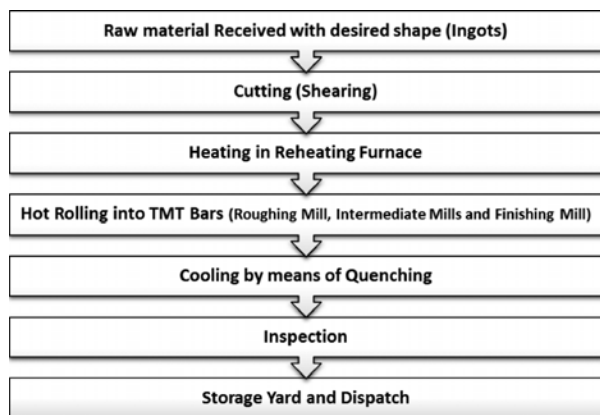 Raw material Received with desired shape (Ingots)
Cutting (Shearing)
Heating in Reheating Furnace
Hot Rolling into TMT Bars (Roughing Mill, Intermediate Mills and Finishing Mill)
Cooling by means of Quenching
Inspection
Storage Yard and Dispatch